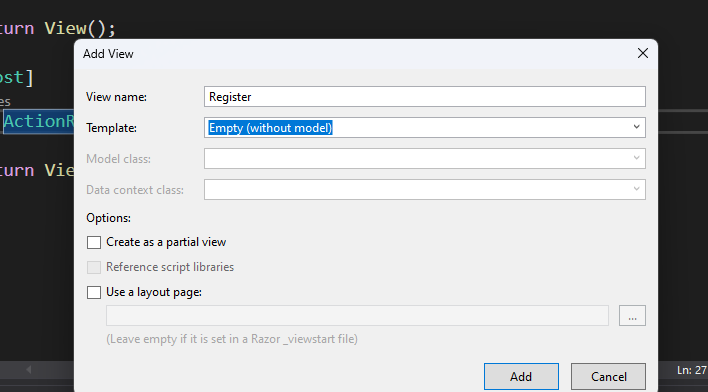 turn View();
Add View
ost]
es
ActionR
turn Vie
View name:
Register
Template:
Empty (without model)
Model class:
Data context class:
Options:
Create as a partial view
Reference script libraries
Use a layout page:
...
(Leave empty if it is set in a Razor _viewstart file)
Add
Cancel
Ln: 27